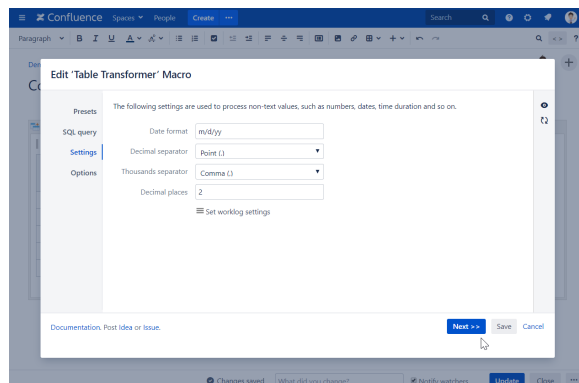 Confluence Spaces People Create ••• Search
Paragraph B I U A
Edit 'Table Transformer' Macro
Presets
SQL query
Settings
Options
The following settings are used to process non-text values, such as numbers, dates, time duration and so on.
Date format m/d/yy
Decimal separator Point (.)
Thousands separator Comma (,)
Decimal places 2
Set worklog settings
Documentation. Post Idea or Issue.
Next >> Save Cancel
Changes saved What did you change? Notify watchers Update Close •••